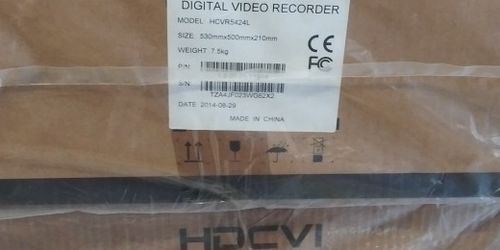 DIGITAL VIDEO RECORDER
MODEL: HCVR5424L
SIZE: 530mmx500mmx210mm
WEIGHT: 7.5kg
P/N:
S/N:
TZA4JF023WG62X2
DATE: 2014-08-29
MADE IN CHINA
CE
FC
HDCVI